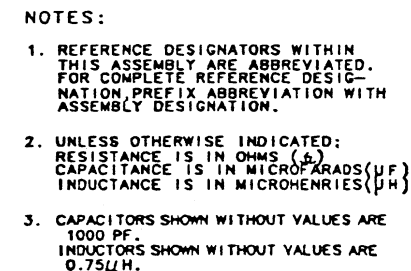 NOTES:
1. REFERENCE DESIGNATORS WITHIN
THIS ASSEMBLY ARE ABBREVIATED.
FOR COMPLETE REFERENCE DESIG-
NATION, PREFIX ABBREVIATION WITH
ASSEMBLY DESIGNATION.
2. UNLESS OTHERWISE INDICATED:
RESISTANCE IS IN OHMS (
CAPACITANCE IS IN MICROFARADS(μF)
INDUCTANCE IS IN MICROHENRIES(μH)
3. CAPACITORS SHOWN WITHOUT VALUES ARE
1000 PF.
INDUCTORS SHOWN WITHOUT VALUES ARE
0.75μH.